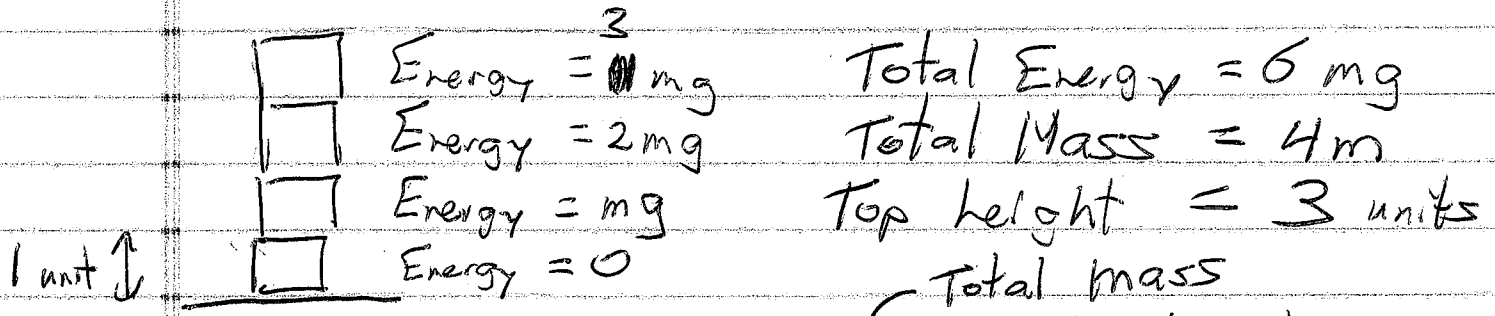 3
Energy = mg Total Energy = 6 mg
Energy = 2mg Total Mass = 4m
Energy = mg Top height = 3 units
1 unit Energy = 0
Total mass